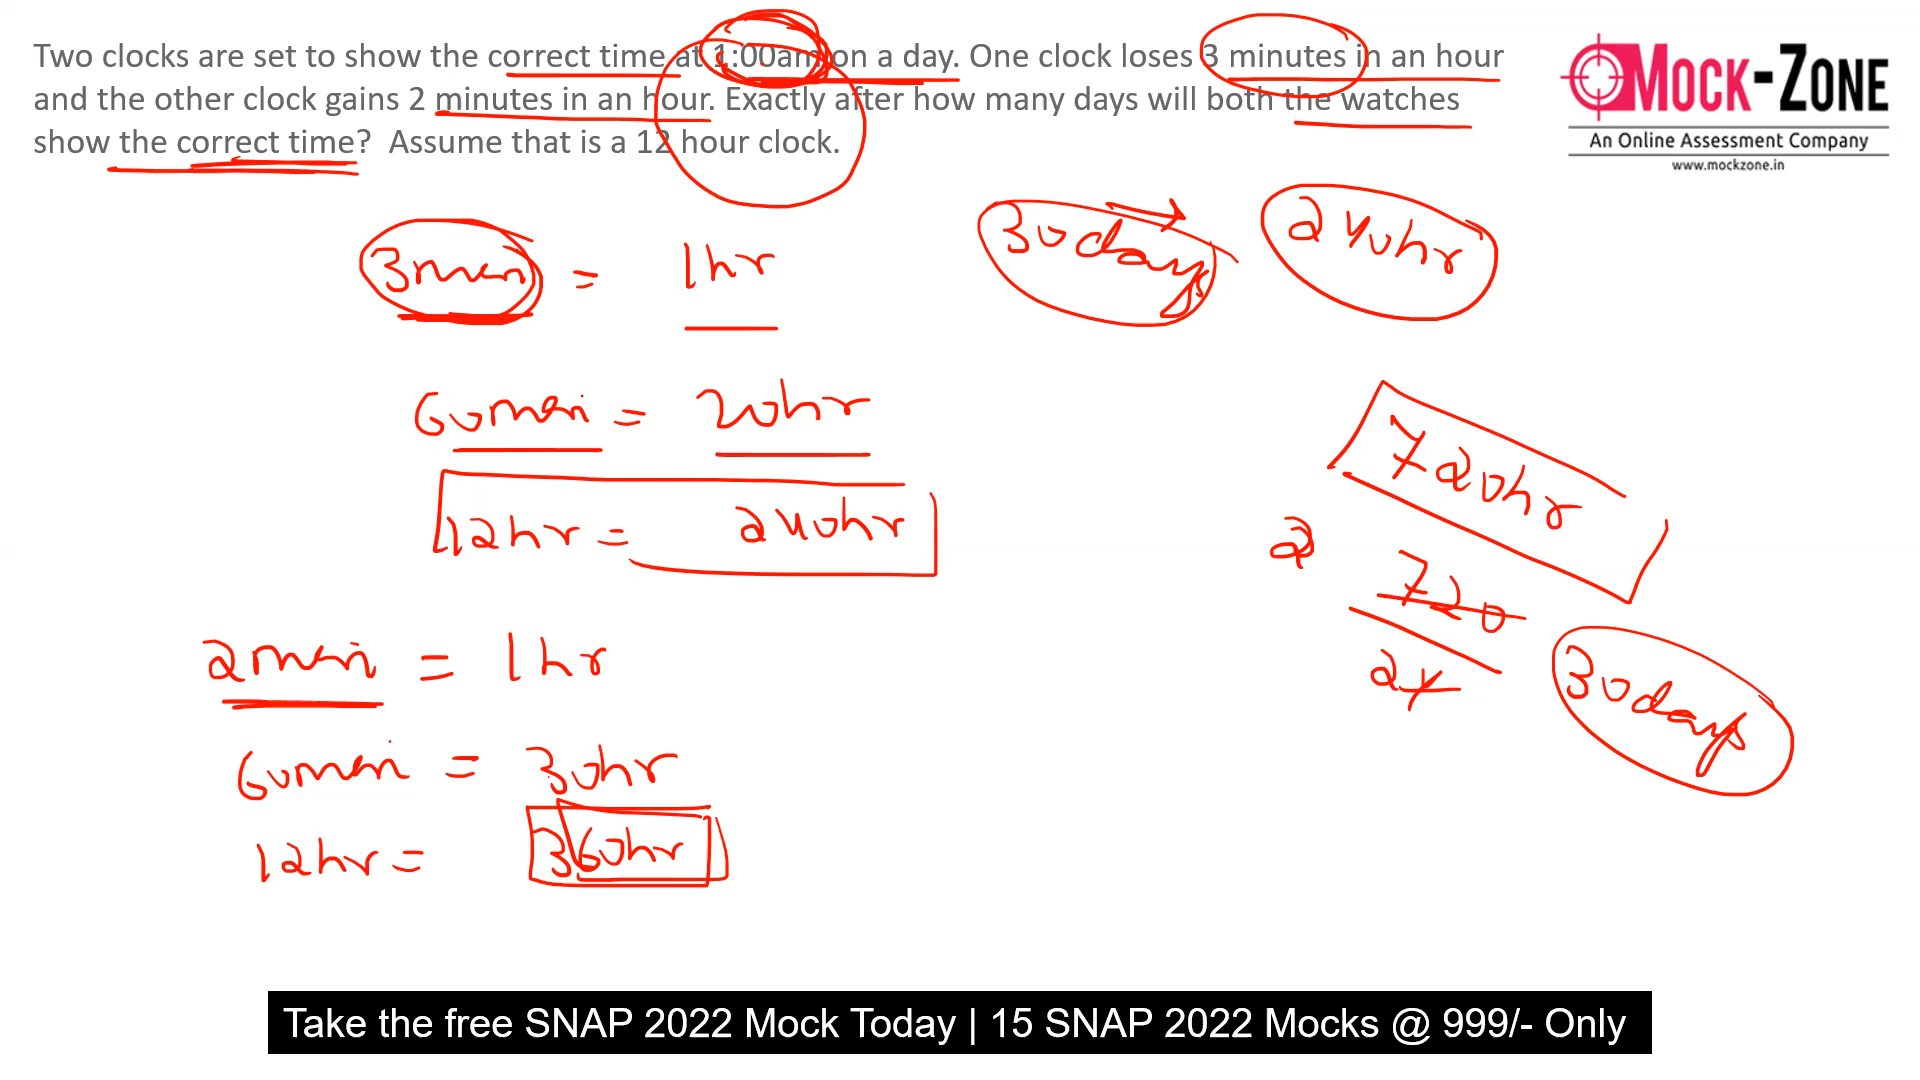 Two clocks are set to show the correct time at 1:00am on a day. One clock loses 3 minutes in an hour
and the other clock gains 2 minutes in an hour. Exactly after how many days will both the watches
show the correct time?  Assume that is a 12 hour clock.
MOCK-ZONE
An Online Assessment Company
www.mockzone.in
3min = 1hr
30days 240hr
60min = 20hr
12hr = 240hr
720hr
2 720
24
30days
2min = 1hr
60min = 30hr
12hr = 360hr
Take the free SNAP 2022 Mock Today | 15 SNAP 2022 Mocks @ 999/- Only